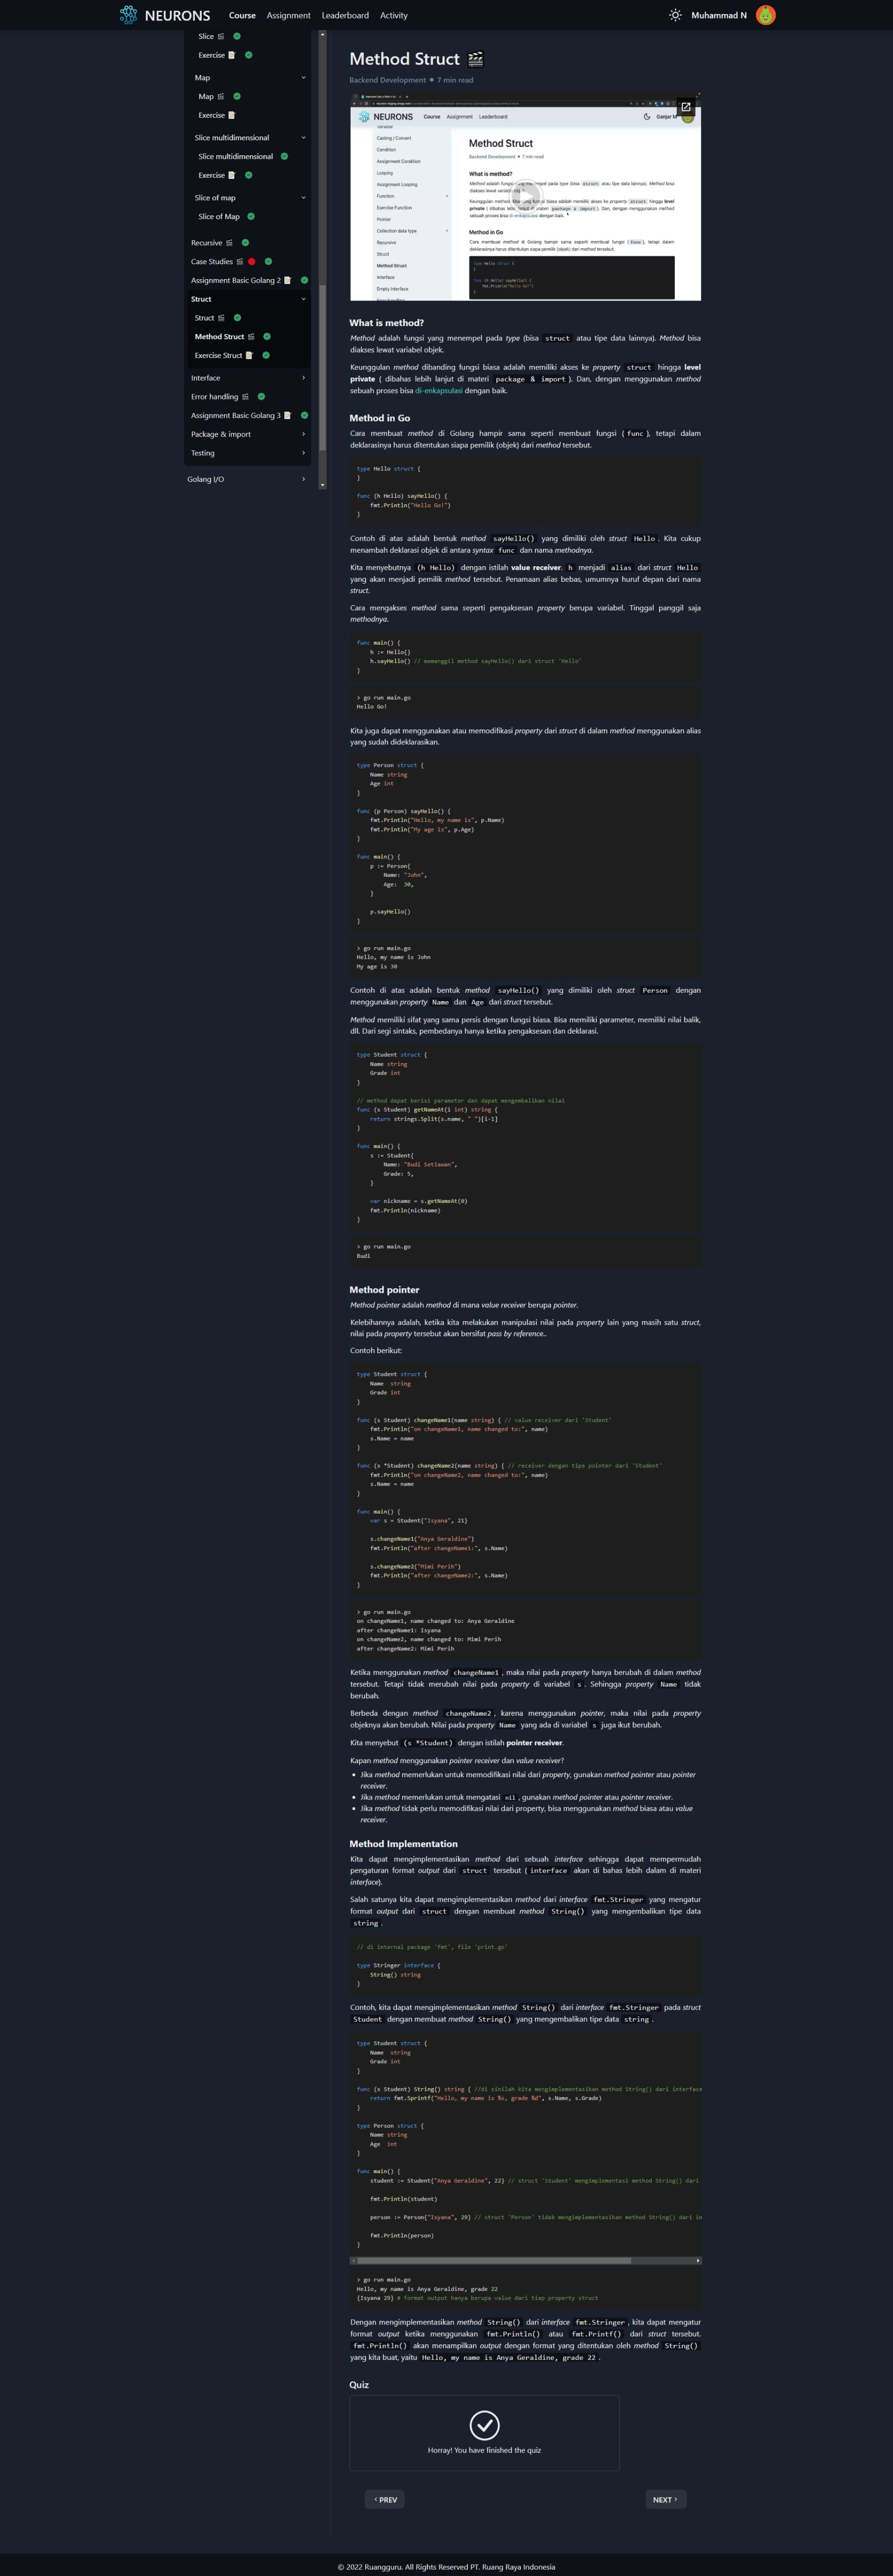 NEURONS Course Assignment Leaderboard Activity Muhammad N
Slice
Exercise
Map
Map
Exercise
Slice multidimensional
Slice multidimensional
Exercise
Slice of map
Slice of Map
Recursive
Case Studies
Assignment Basic Golang 2
Struct
Struct
Method Struct
Exercise Struct
Interface
Error handling
Assignment Basic Golang 3
Package & import
Testing
Golang I/O
Method Struct
Backend Development • 7 min read
NEURONS Course Assignment Leaderboard Ganjar M
Variable
Casting / Convert
Condition
Assignment Condition
Looping
Assignment Looping
Function
Exercise Function
Pointer
Collection data type
Recursive
Struct
Method Struct
Interface
Empty Interface
Method Struct
Backend Development • 7 min read
What is method?
Method in Go
What is method?
Method adalah fungsi yang menempel pada type (bisa struct atau tipe data lainnya). Method bisa
diakses lewat variabel objek.
Keunggulan method dibanding fungsi biasa adalah memiliki akses ke property struct hingga level
private ( dibahas lebih lanjut di materi package & import ). Dan, dengan menggunakan method
sebuah proses bisa di-enkapsulasi dengan baik.
Method in Go
Cara membuat method di Golang hampir sama seperti membuat fungsi ( func ), tetapi dalam
deklarasinya harus ditentukan siapa pemilik (objek) dari method tersebut.
type Hello struct {
}
func (h Hello) sayHello() {
fmt.Println("Hello Go!")
}
Contoh di atas adalah bentuk method sayHello() yang dimiliki oleh struct Hello . Kita cukup
menambah deklarasi objek di antara syntax func dan nama methodnya.
Kita menyebutnya (h Hello) dengan istilah value receiver. h menjadi alias dari struct Hello
yang akan menjadi pemilik method tersebut. Penamaan alias bebas, umumnya huruf depan dari nama
struct.
Cara mengakses method sama seperti pengaksesan property berupa variabel. Tinggal panggil saja
methodnya.
func main() {
h := Hello{}
h.sayHello() // memanggil method sayHello() dari struct 'Hello'
}
> go run main.go
Hello Go!
Kita juga dapat menggunakan atau memodifikasi property dari struct di dalam method menggunakan alias
yang sudah dideklarasikan.
type Person struct {
Name string
Age int
}
func (p Person) sayHello() {
fmt.Println("Hello, my name is", p.Name)
fmt.Println("My age is", p.Age)
}
func main() {
p := Person{
Name: "John",
Age: 30,
}
p.sayHello()
}
> go run main.go
Hello, my name is John
My age is 30
Contoh di atas adalah bentuk method sayHello() yang dimiliki oleh struct Person dengan
menggunakan property Name dan Age dari struct tersebut.
Method memiliki sifat yang sama persis dengan fungsi biasa. Bisa memiliki parameter, memiliki nilai balik,
dll. Dari segi sintaks, pembedanya hanya ketika pengaksesan dan deklarasi.
type Student struct {
Name string
Grade int
}
// method dapat berisi parameter dan dapat mengembalikan nilai
func (s Student) getNameAt(i int) string {
return strings.Split(s.name, " ")[i-1]
}
func main() {
s := Student{
Name: "Budi Setiawan",
Grade: 5,
}
var nickname = s.getNameAt(0)
fmt.Println(nickname)
}
> go run main.go
Budi
Method pointer
Method pointer adalah method di mana value receiver berupa pointer.
Kelebihannya adalah, ketika kita melakukan manipulasi nilai pada property lain yang masih satu struct,
nilai pada property tersebut akan bersifat pass by reference..
Contoh berikut:
type Student struct {
Name string
Grade int
}
func (s Student) changeName1(name string) { // value receiver dari 'Student'
fmt.Println("on changeName1, name changed to:", name)
s.Name = name
}
func (s *Student) changeName2(name string) { // receiver dengan tipe pointer dari 'Student'
fmt.Println("on changeName2, name changed to:", name)
s.Name = name
}
func main() {
var s = Student{"Isyana", 21}
s.changeName1("Anya Geraldine")
fmt.Println("after changeName1:", s.Name)
s.changeName2("Mimi Perih")
fmt.Println("after changeName2:", s.Name)
}
> go run main.go
on changeName1, name changed to: Anya Geraldine
after changeName1: Isyana
on changeName2, name changed to: Mimi Perih
after changeName2: Mimi Perih
Ketika menggunakan method changeName1 , maka nilai pada property hanya berubah di dalam method
tersebut. Tetapi tidak merubah nilai pada property di variabel s . Sehingga property Name tidak
berubah.
Berbeda dengan method changeName2 , karena menggunakan pointer, maka nilai pada property
objeknya akan berubah. Nilai pada property Name yang ada di variabel s juga ikut berubah.
Kita menyebut (s *Student) dengan istilah pointer receiver.
Kapan method menggunakan pointer receiver dan value receiver?
• Jika method memerlukan untuk memodifikasi nilai dari property, gunakan method pointer atau pointer
receiver.
• Jika method memerlukan untuk mengatasi nil , gunakan method pointer atau pointer receiver.
• Jika method tidak perlu memodifikasi nilai dari property, bisa menggunakan method biasa atau value
receiver.
Method Implementation
Kita dapat mengimplementasikan method dari sebuah interface sehingga dapat mempermudah
pengaturan format output dari struct tersebut ( interface akan di bahas lebih dalam di materi
interface).
Salah satunya kita dapat mengimplementasikan method dari interface fmt.Stringer yang mengatur
format output dari struct dengan membuat method String() yang mengembalikan tipe data
string .
// di internal package 'fmt', file 'print.go'
type Stringer interface {
String() string
}
Contoh, kita dapat mengimplementasikan method String() dari interface fmt.Stringer pada struct
Student dengan membuat method String() yang mengembalikan tipe data string .
type Student struct {
Name string
Grade int
}
func (s Student) String() string { //di sinilah kita mengimplementasikan method String() dari interface
return fmt.Sprintf("Hello, my name is %s, grade %d", s.Name, s.Grade)
}
type Person struct {
Name string
Age int
}
func main() {
student := Student{"Anya Geraldine", 22} // struct 'Student' mengimplementasi method String() dari
fmt.Println(student)
person := Person{"Isyana", 29} // struct 'Person' tidak mengimplementasikan method String() dari in
fmt.Println(person)
}
> go run main.go
Hello, my name is Anya Geraldine, grade 22
{Isyana 29} # format output hanya berupa value dari tiap property struct
Dengan mengimplementasikan method String() dari interface fmt.Stringer , kita dapat mengatur
format output ketika menggunakan fmt.Println() atau fmt.Printf() dari struct tersebut.
fmt.Println() akan menampilkan output dengan format yang ditentukan oleh method String()
yang kita buat, yaitu Hello, my name is Anya Geraldine, grade 22 .
Quiz
Horray! You have finished the quiz
PREV NEXT
© 2022 Ruangguru. All Rights Reserved PT. Ruang Raya Indonesia